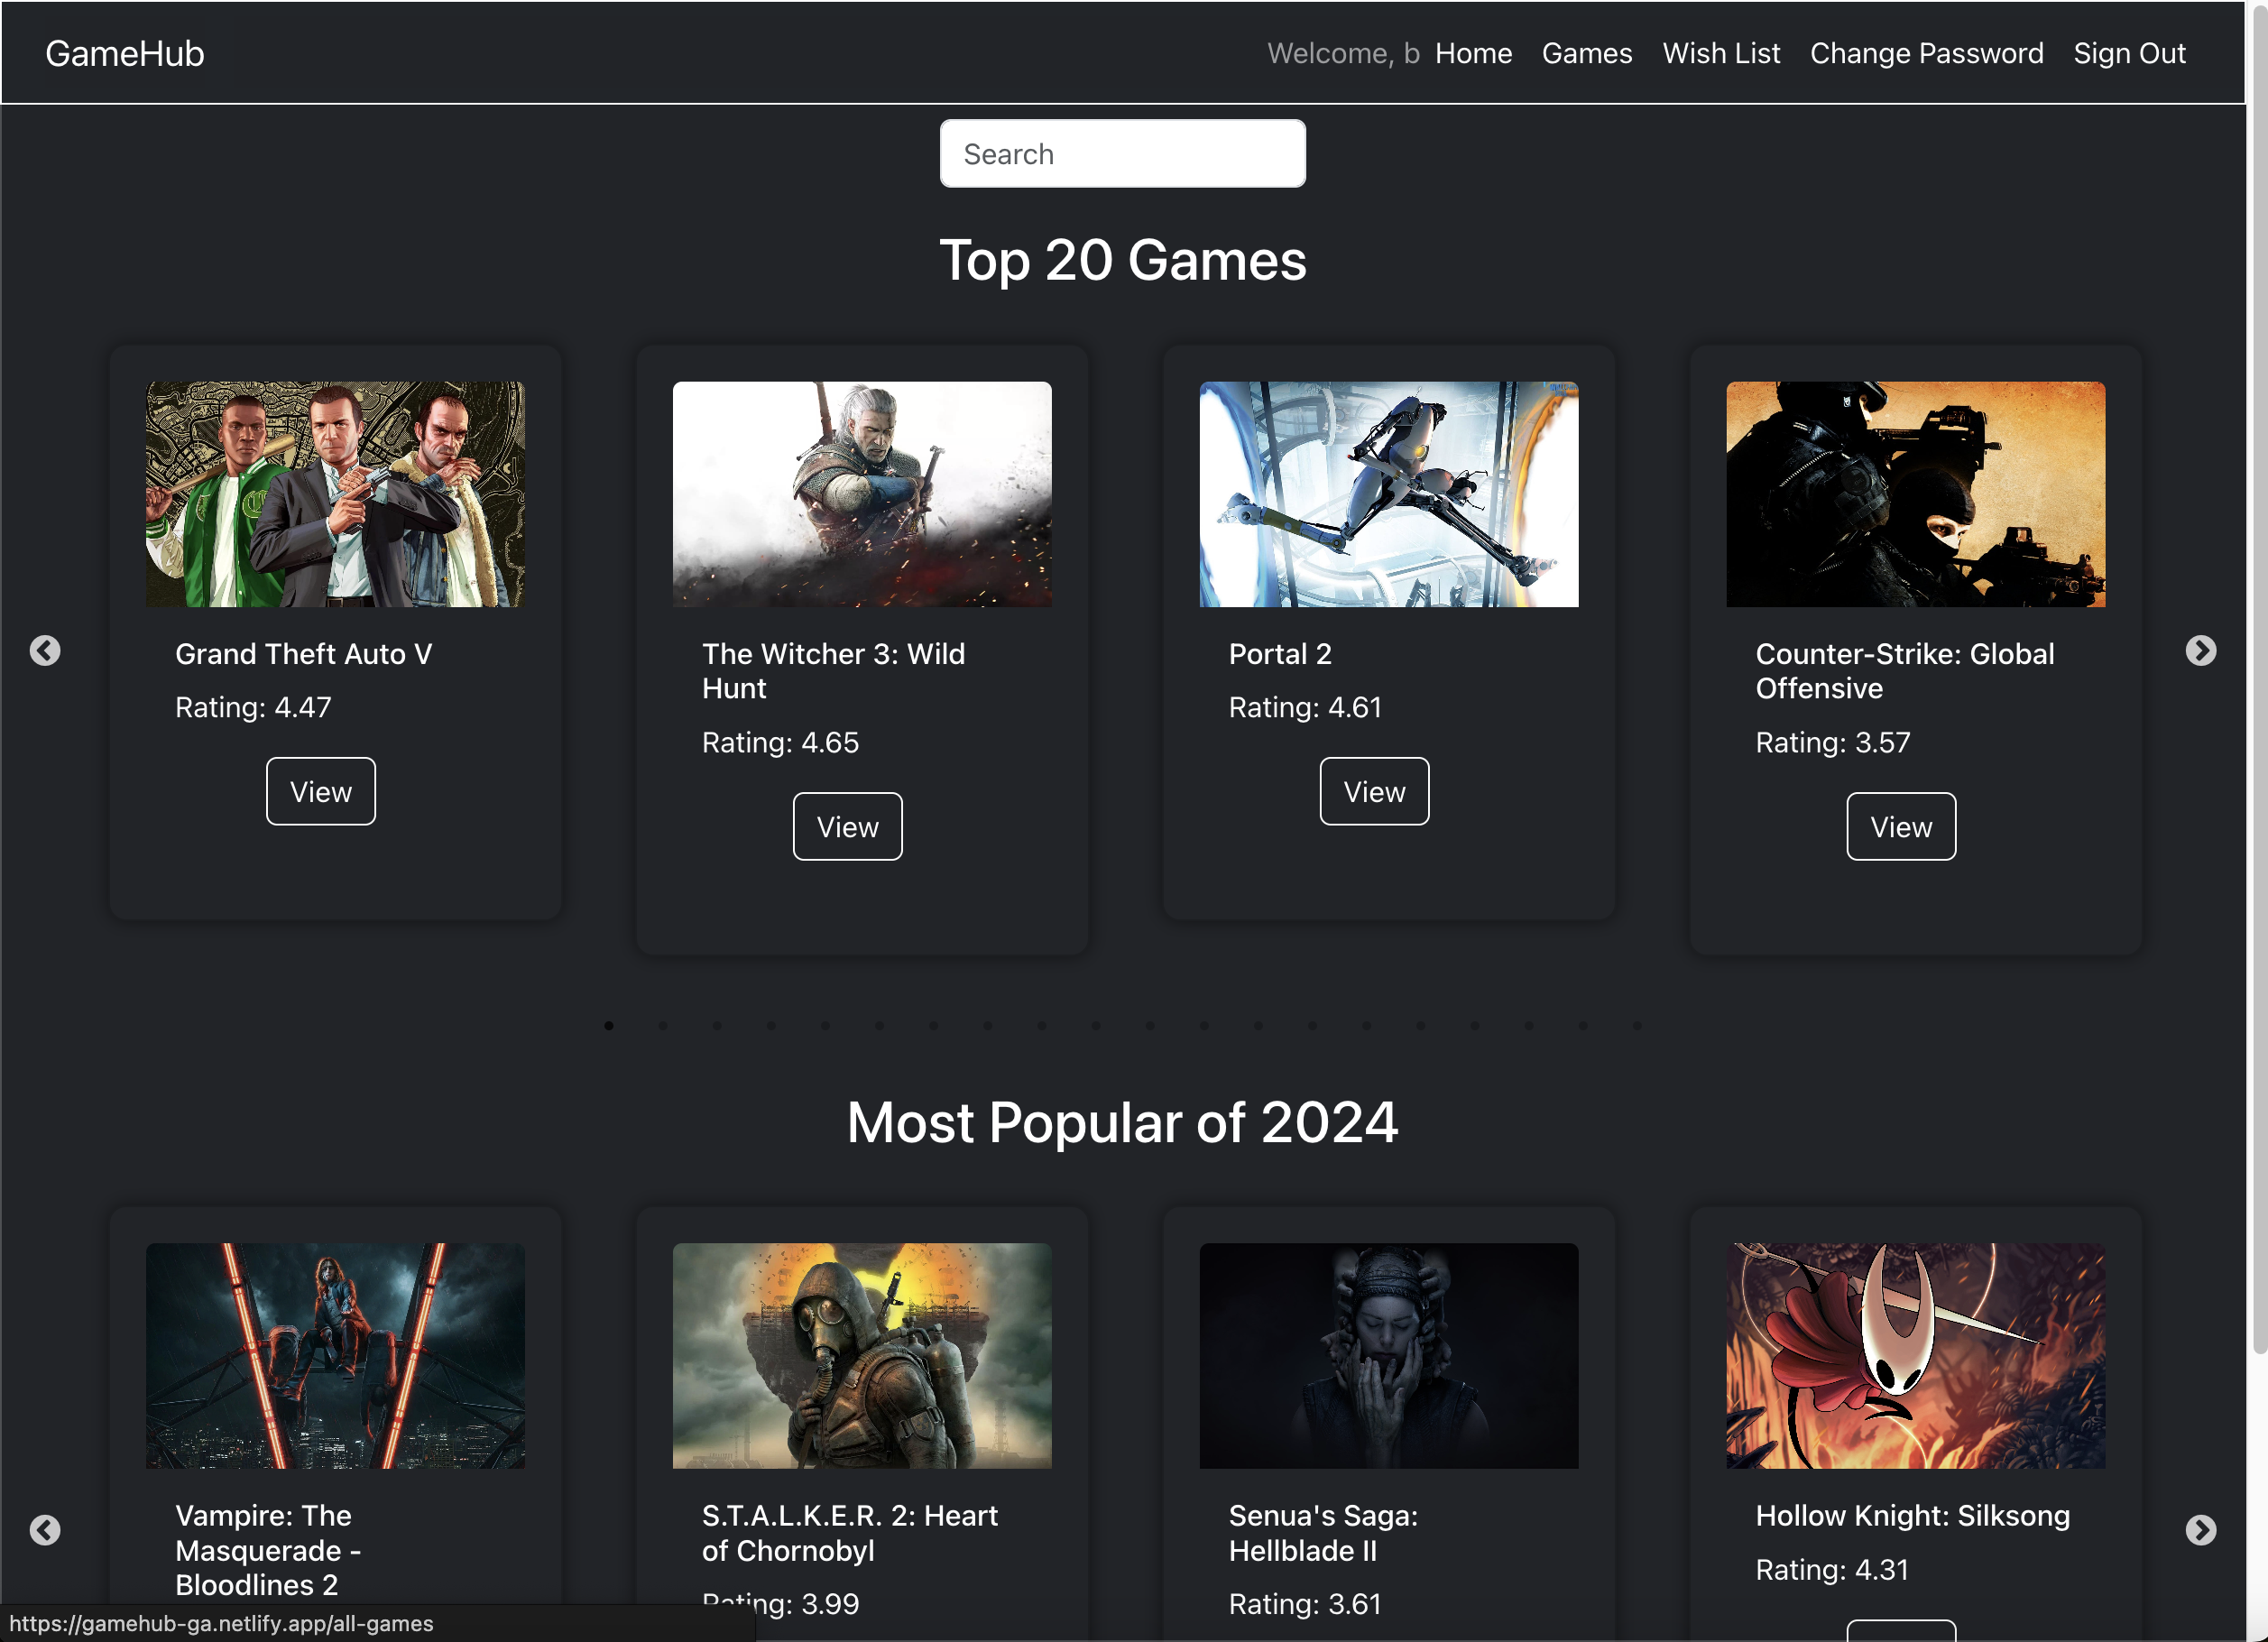 GameHub
Welcome, b Home Games Wish List Change Password Sign Out
Search
Top 20 Games
Grand Theft Auto V
Rating: 4.47
View
The Witcher 3: Wild
Hunt
Rating: 4.65
View
Portal 2
Rating: 4.61
View
Counter-Strike: Global
Offensive
Rating: 3.57
View
Most Popular of 2024
Vampire: The
Masquerade -
Bloodlines 2
S.T.A.L.K.E.R. 2: Heart
of Chornobyl
Rating: 3.99
Senua's Saga:
Hellblade II
Rating: 3.61
Hollow Knight: Silksong
Rating: 4.31
https://gamehub-ga.netlify.app/all-games